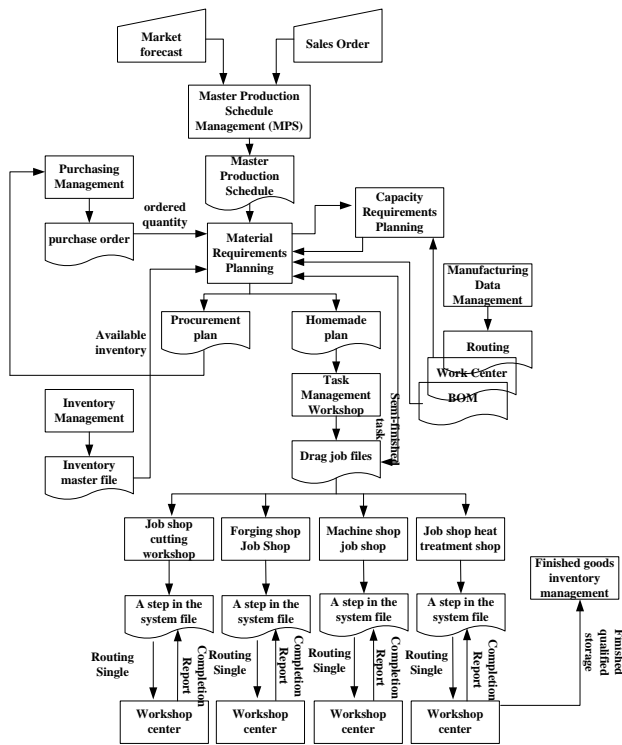 Market
forecast
Sales Order
Master Production
Schedule
Management (MPS)
Purchasing
Management
Master
Production
Schedule
ordered
quantity
purchase order
Material
Requirements
Planning
Capacity
Requirements
Planning
Manufacturing
Data
Management
Available
inventory
Procurement
plan
Homemade
plan
Routing
Work Center
BOM
Inventory
Management
Task
Management
Workshop
Semi-finished
task
Inventory
master file
Drag job files
Job shop
cutting
workshop
Forging shop
Job Shop
Machine shop
job shop
Job shop heat
treatment shop
Finished goods
inventory
management
A step in the
system file
A step in the
system file
A step in the
system file
A step in the
system file
Routing
Single
Completion
Report
Routing
Single
Completion
Report
Routing
Single
Completion
Report
Routing
Single
Completion
Report
Finished
qualified
storage
Workshop
center
Workshop
center
Workshop
center
Workshop
center